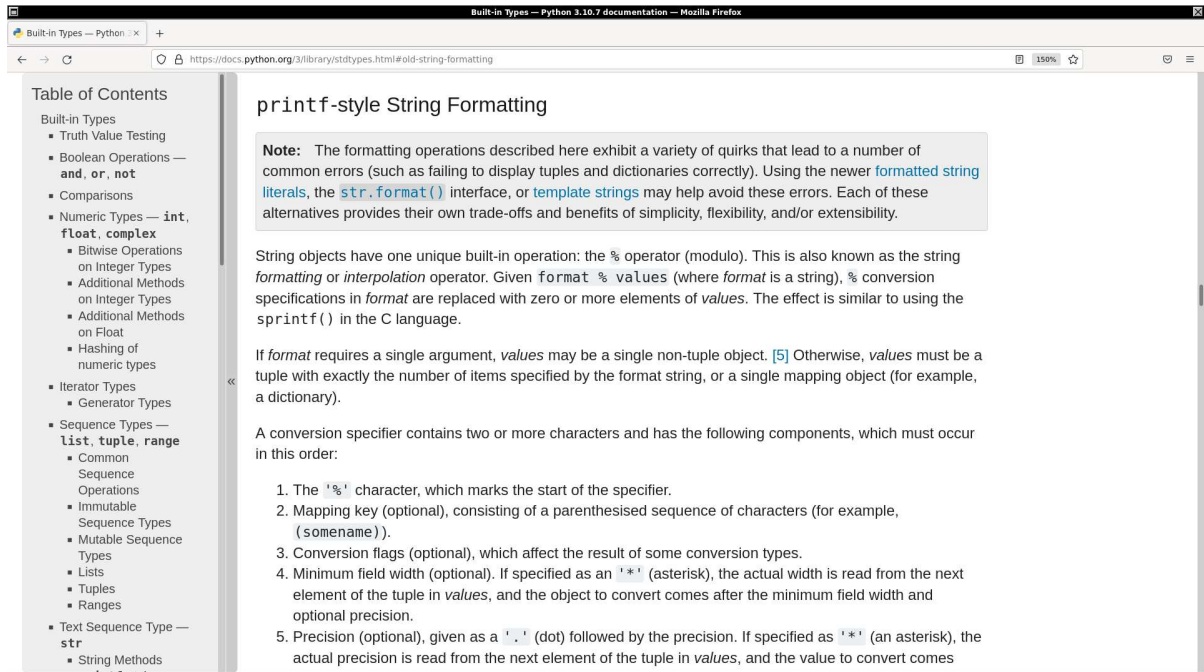 Built-in Types — Python 3.10.7 documentation — Mozilla Firefox
Built-in Types — Python 3
https://docs.python.org/3/library/stdtypes.html#old-string-formatting
150%
Table of Contents
Built-in Types
Truth Value Testing
Boolean Operations —
and, or, not
Comparisons
Numeric Types — int,
float, complex
Bitwise Operations
on Integer Types
Additional Methods
on Integer Types
Additional Methods
on Float
Hashing of
numeric types
Iterator Types
Generator Types
Sequence Types —
list, tuple, range
Common
Sequence
Operations
Immutable
Sequence Types
Mutable Sequence
Types
Lists
Tuples
Ranges
Text Sequence Type —
str
String Methods
«
printf-style String Formatting
Note: The formatting operations described here exhibit a variety of quirks that lead to a number of
common errors (such as failing to display tuples and dictionaries correctly). Using the newer formatted string
literals, the str.format() interface, or template strings may help avoid these errors. Each of these
alternatives provides their own trade-offs and benefits of simplicity, flexibility, and/or extensibility.
String objects have one unique built-in operation: the % operator (modulo). This is also known as the string
formatting or interpolation operator. Given format % values (where format is a string), % conversion
specifications in format are replaced with zero or more elements of values. The effect is similar to using the
sprintf() in the C language.
If format requires a single argument, values may be a single non-tuple object. [5] Otherwise, values must be a
tuple with exactly the number of items specified by the format string, or a single mapping object (for example,
a dictionary).
A conversion specifier contains two or more characters and has the following components, which must occur
in this order:
1. The '%' character, which marks the start of the specifier.
2. Mapping key (optional), consisting of a parenthesised sequence of characters (for example,
(somename)).
3. Conversion flags (optional), which affect the result of some conversion types.
4. Minimum field width (optional). If specified as an '*' (asterisk), the actual width is read from the next
element of the tuple in values, and the object to convert comes after the minimum field width and
optional precision.
5. Precision (optional), given as a '.' (dot) followed by the precision. If specified as '*' (an asterisk), the
actual precision is read from the next element of the tuple in values, and the value to convert comes